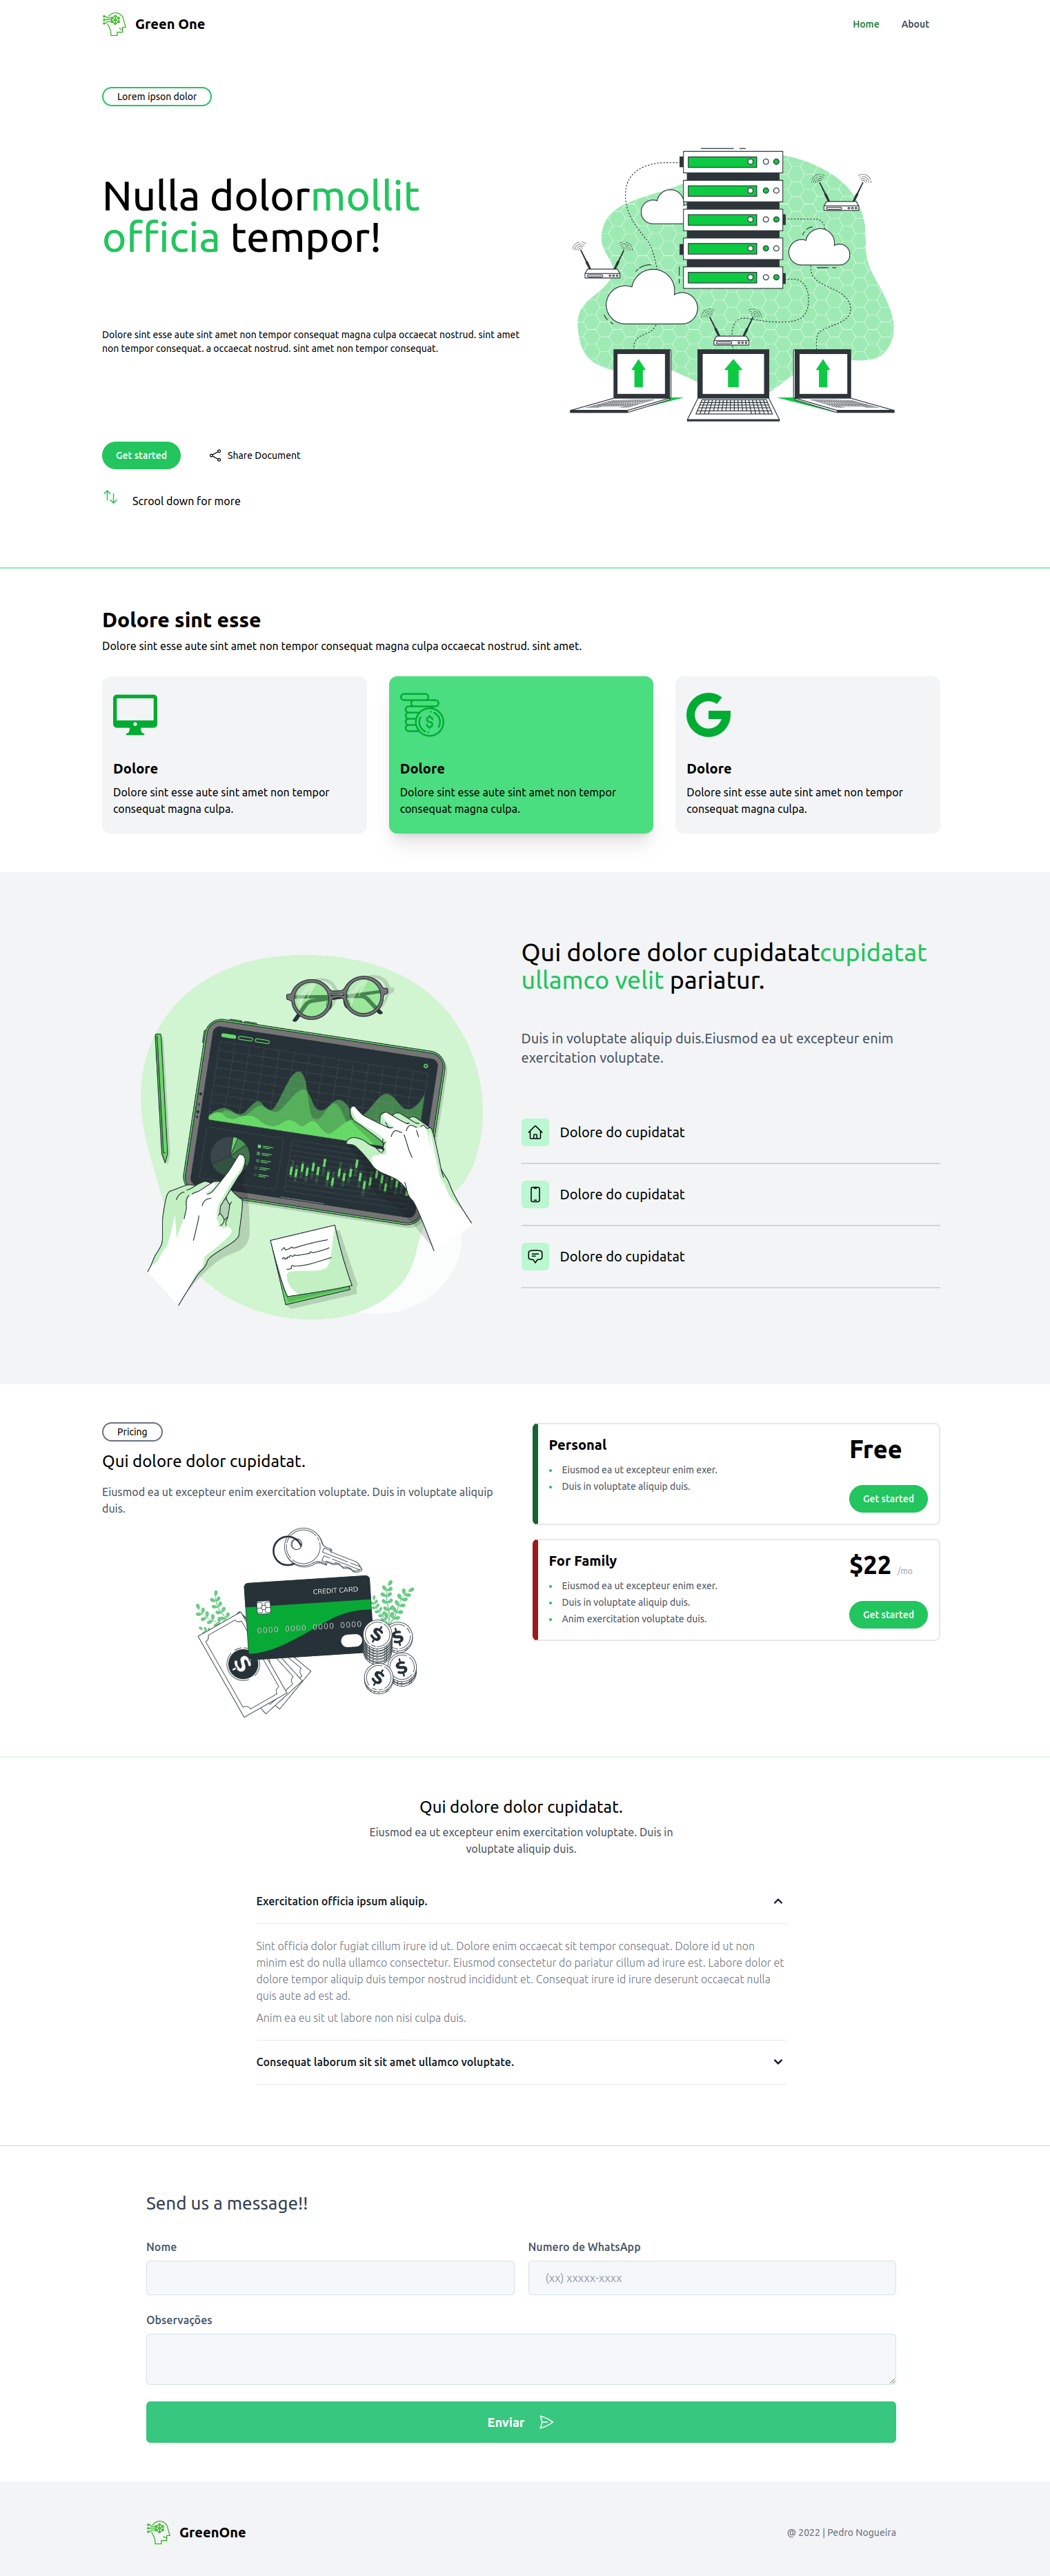 Green One
Home
About
Lorem ipson dolor
Nulla dolormollit
officia tempor!
Dolore sint esse aute sint amet non tempor consequat magna culpa occaecat nostrud. sint amet
non tempor consequat. a occaecat nostrud. sint amet non tempor consequat.
Get started
Share Document
Scrool down for more
Dolore sint esse
Dolore sint esse aute sint amet non tempor consequat magna culpa occaecat nostrud. sint amet.
Dolore
Dolore sint esse aute sint amet non tempor
consequat magna culpa.
Dolore
Dolore sint esse aute sint amet non tempor
consequat magna culpa.
Dolore
Dolore sint esse aute sint amet non tempor
consequat magna culpa.
Qui dolore dolor cupidatatcupidatat
ullamco velit pariatur.
Duis in voluptate aliquip duis.Eiusmod ea ut excepteur enim
exercitation voluptate.
Dolore do cupidatat
Dolore do cupidatat
Dolore do cupidatat
Pricing
Qui dolore dolor cupidatat.
Eiusmod ea ut excepteur enim exercitation voluptate. Duis in voluptate aliquip
duis.
CREDIT CARD
0000 0000 0000 0000
Personal
Eiusmod ea ut excepteur enim exer.
Duis in voluptate aliquip duis.
Free
Get started
For Family
Eiusmod ea ut excepteur enim exer.
Duis in voluptate aliquip duis.
Anim exercitation voluptate duis.
$22 /mo
Get started
Qui dolore dolor cupidatat.
Eiusmod ea ut excepteur enim exercitation voluptate. Duis in
voluptate aliquip duis.
Exercitation officia ipsum aliquip.
Sint officia dolor fugiat cillum irure id ut. Dolore enim occaecat sit tempor consequat. Dolore id ut non
minim est do nulla ullamco consectetur. Eiusmod consectetur do pariatur cillum ad irure est. Labore dolor et
dolore tempor aliquip duis tempor nostrud incididunt et. Consequat irure id irure deserunt occaecat nulla
quis aute ad est ad.
Anim ea eu sit ut labore non nisi culpa duis.
Consequat laborum sit sit amet ullamco voluptate.
Send us a message!!
Nome
Numero de WhatsApp
(xx) xxxxx-xxxx
Observações
Enviar
GreenOne
@ 2022 | Pedro Nogueira